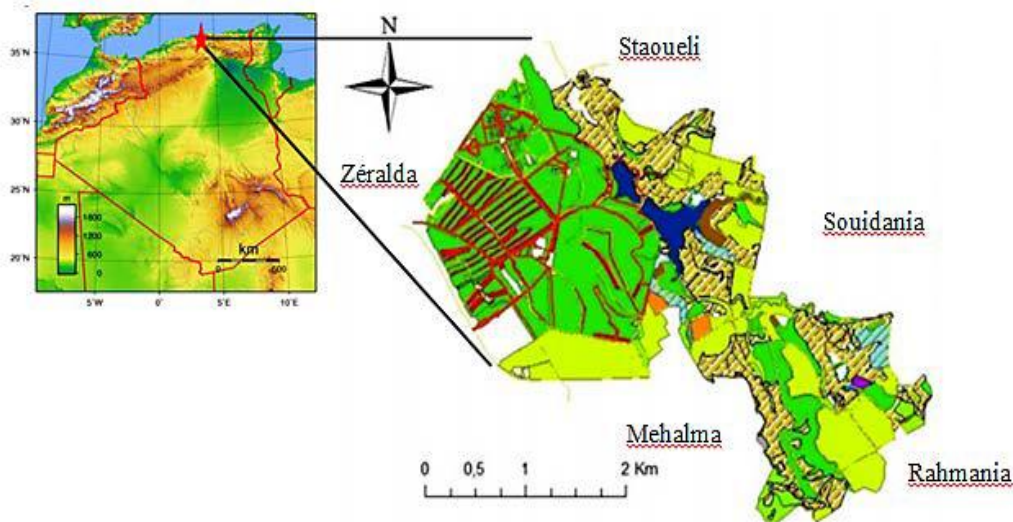 35°N
30°N
25°N
20°N
m
1800
1200
600
0
km
0 600
5°W 0° 5°E 10°E
N
Staoueli
Zéralda
Souidania
Mehalma
Rahmania
0 0,5 1 2 Km